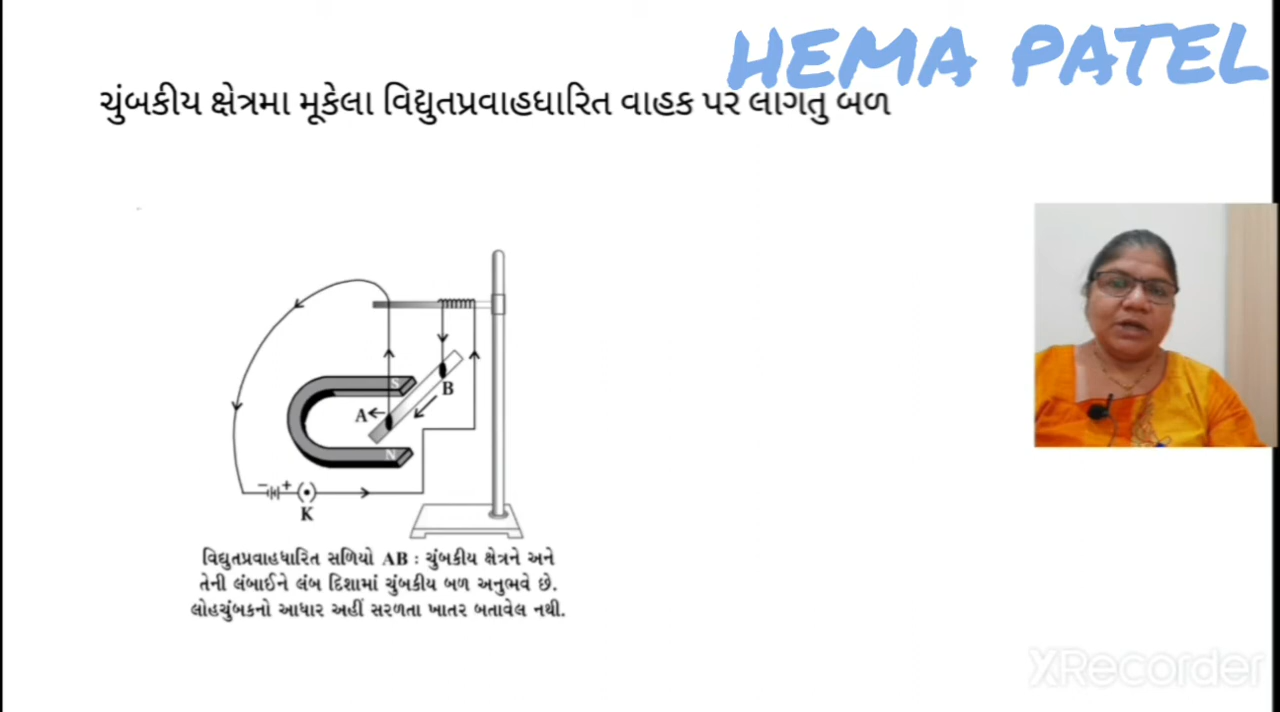 HEMA PATEL
ચુંબકીય ક્ષેત્રમા મૂકેલા વિદ્યુતપ્રવાહધારિત વાહક પર લાગતુ બળ
S
B
A
N
− +
K
વિદ્યુતપ્રવાહધારિત સળિયો AB : ચુંબકીય ક્ષેત્રને અને
તેની લંબાઈને લંબ દિશામાં ચુંબકીય બળ અનુભવે છે.
લોહચુંબકનો આધાર અહીં સરળતા ખાતર બતાવેલ નથી.
XRecorder